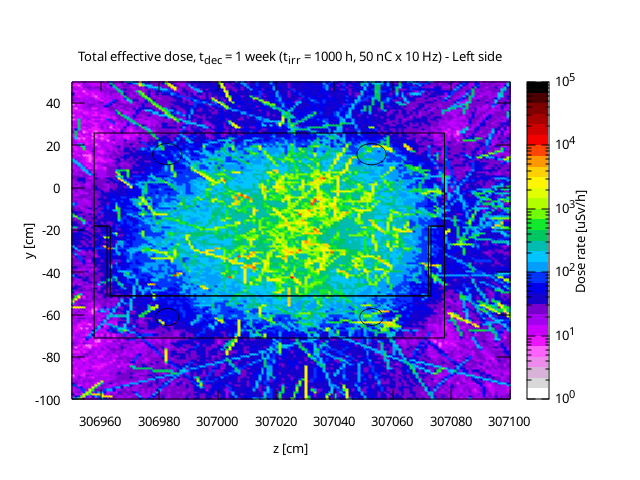 Total effective dose, tdec = 1 week (tirr = 1000 h, 50 nC x 10 Hz) - Left side
10^5
40
10^4
20
0
10^3
-20
-40
10^2
-60
10^1
-80
-100
10^0
y [cm]
Dose rate [uSv/h]
306960 306980 307000 307020 307040 307060 307080 307100
z [cm]